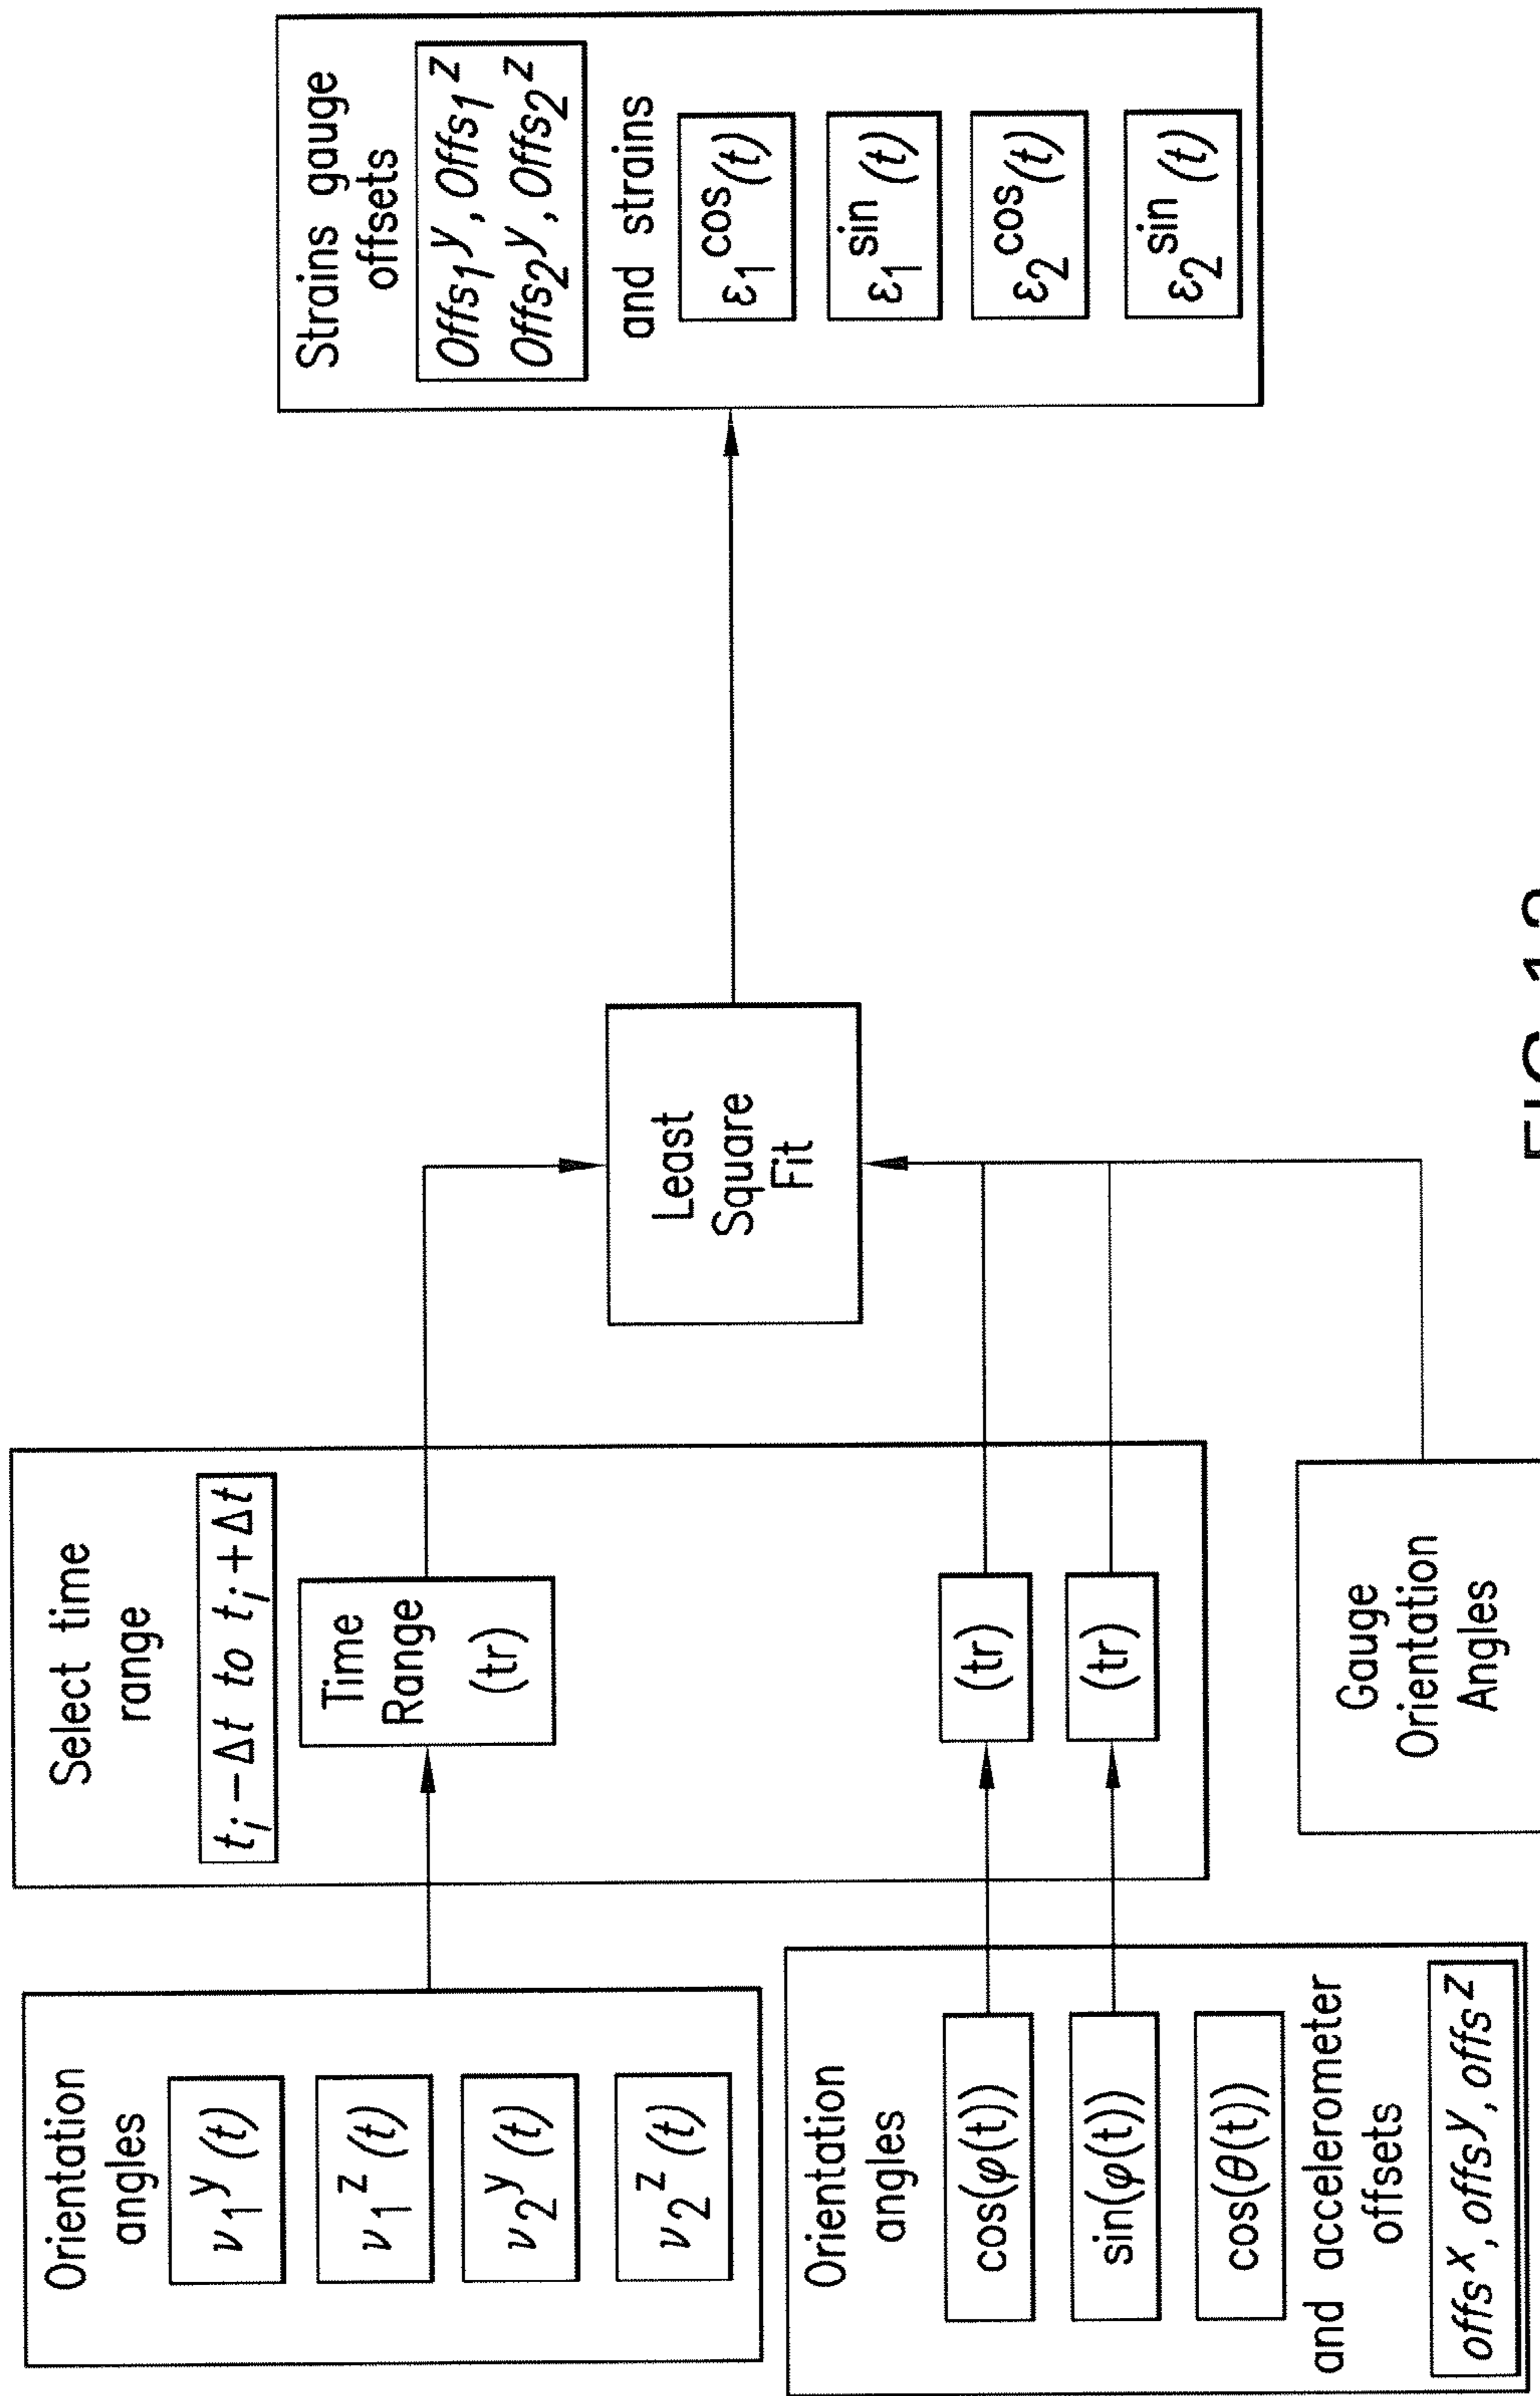 Orientation
angles
ν₁ʸ(t)
ν₁ᶻ(t)
ν₂ʸ(t)
ν₂ᶻ(t)
Orientation
angles
cos(φ(t))
sin(φ(t))
cos(θ(t))
and accelerometer
offsets
offsˣ, offsʸ, offsᶻ
Select time
range
tᵢ−Δt to tᵢ+Δt
Time
Range
(tr)
(tr)
(tr)
Gauge
Orientation
Angles
Least
Square
Fit
Strains gauge
offsets
Offs₁ʸ, Offs₁ᶻ
Offs₂ʸ, Offs₂ᶻ
and strains
ε₁ᶜᵒˢ(t)
ε₁ˢⁱⁿ(t)
ε₂ᶜᵒˢ(t)
ε₂ˢⁱⁿ(t)